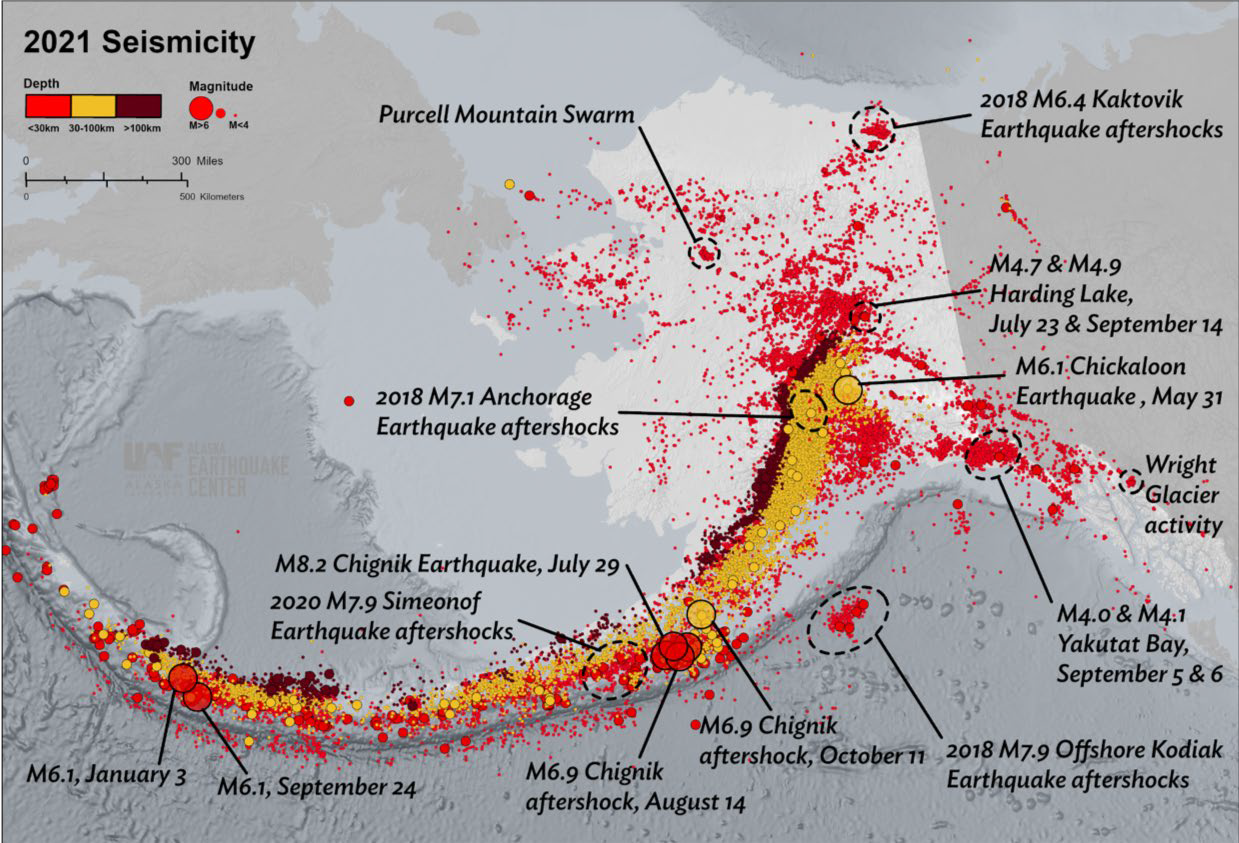 2021 Seismicity
Depth
<30km 30-100km >100km
Magnitude
M>6 M<4
0 300 Miles
0 500 Kilometers
Purcell Mountain Swarm
2018 M6.4 Kaktovik
Earthquake aftershocks
M4.7 & M4.9
Harding Lake,
July 23 & September 14
M6.1 Chickaloon
Earthquake , May 31
2018 M7.1 Anchorage
Earthquake aftershocks
Wright
Glacier
activity
UAF ALASKA
EARTHQUAKE
CENTER
M8.2 Chignik Earthquake, July 29
2020 M7.9 Simeonof
Earthquake aftershocks
M4.0 & M4.1
Yakutat Bay,
September 5 & 6
M6.9 Chignik
aftershock, October 11
2018 M7.9 Offshore Kodiak
Earthquake aftershocks
M6.1, January 3
M6.1, September 24
M6.9 Chignik
aftershock, August 14